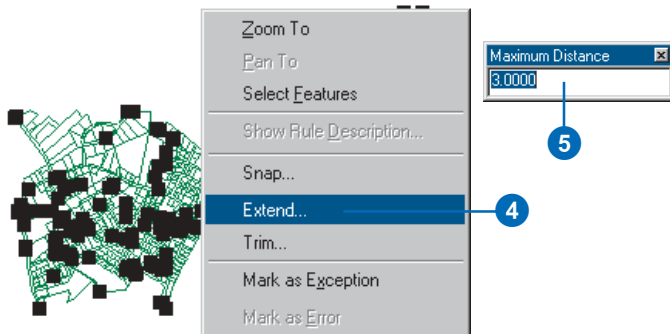 Zoom To
Pan To
Select Features
Show Rule Description...
Snap...
Extend...
Trim...
Mark as Exception
Mark as Error
Maximum Distance
3.0000
4
5